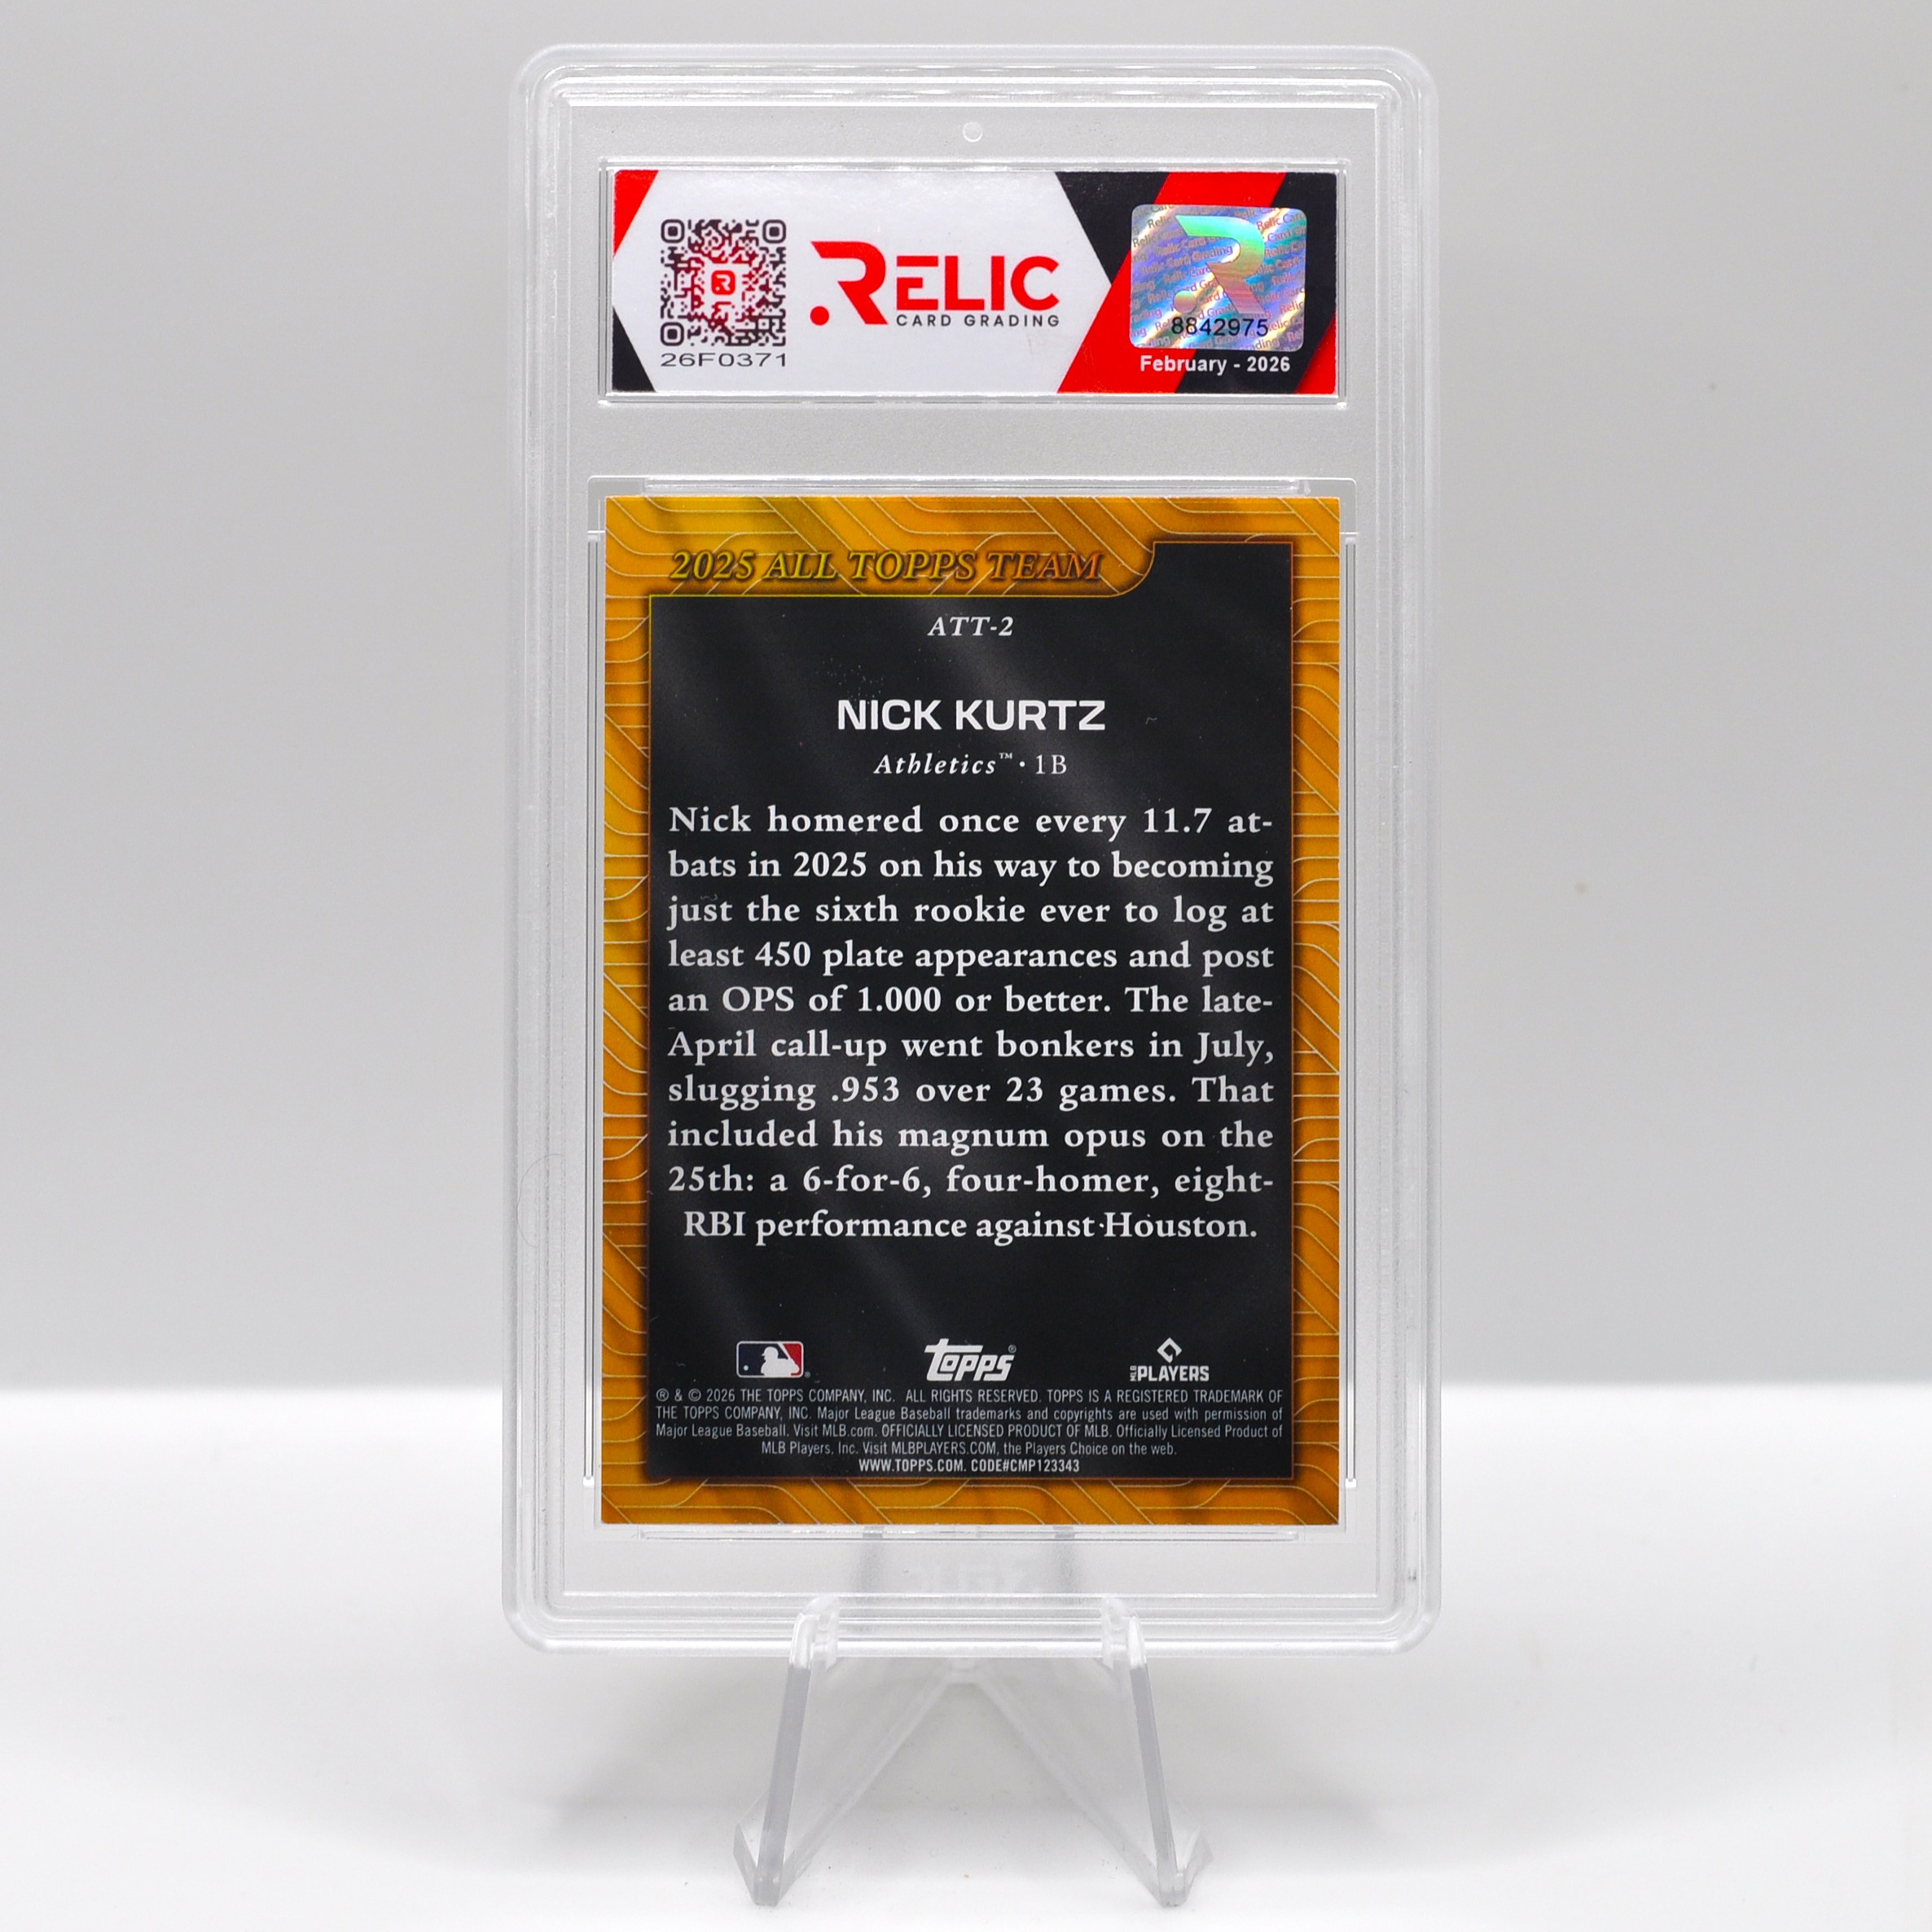 RELIC
CARD GRADING
26F0371
8842975
February - 2026
2025 ALL TOPPS TEAM
ATT-2
NICK KURTZ
Athletics™ · 1B
Nick homered once every 11.7 at-
bats in 2025 on his way to becoming
just the sixth rookie ever to log at
least 450 plate appearances and post
an OPS of 1.000 or better. The late-
April call-up went bonkers in July,
slugging .953 over 23 games. That
included his magnum opus on the
25th: a 6-for-6, four-homer, eight-
RBI performance against Houston.
topps® MLB PLAYERS
® & © 2026 THE TOPPS COMPANY, INC. ALL RIGHTS RESERVED. TOPPS IS A REGISTERED TRADEMARK OF
THE TOPPS COMPANY, INC. Major League Baseball trademarks and copyrights are used with permission of
Major League Baseball. Visit MLB.com. OFFICIALLY LICENSED PRODUCT OF MLB. Officially Licensed Product of
MLB Players, Inc. Visit MLBPLAYERS.COM, the Players Choice on the web.
WWW.TOPPS.COM. CODE#CMP123343